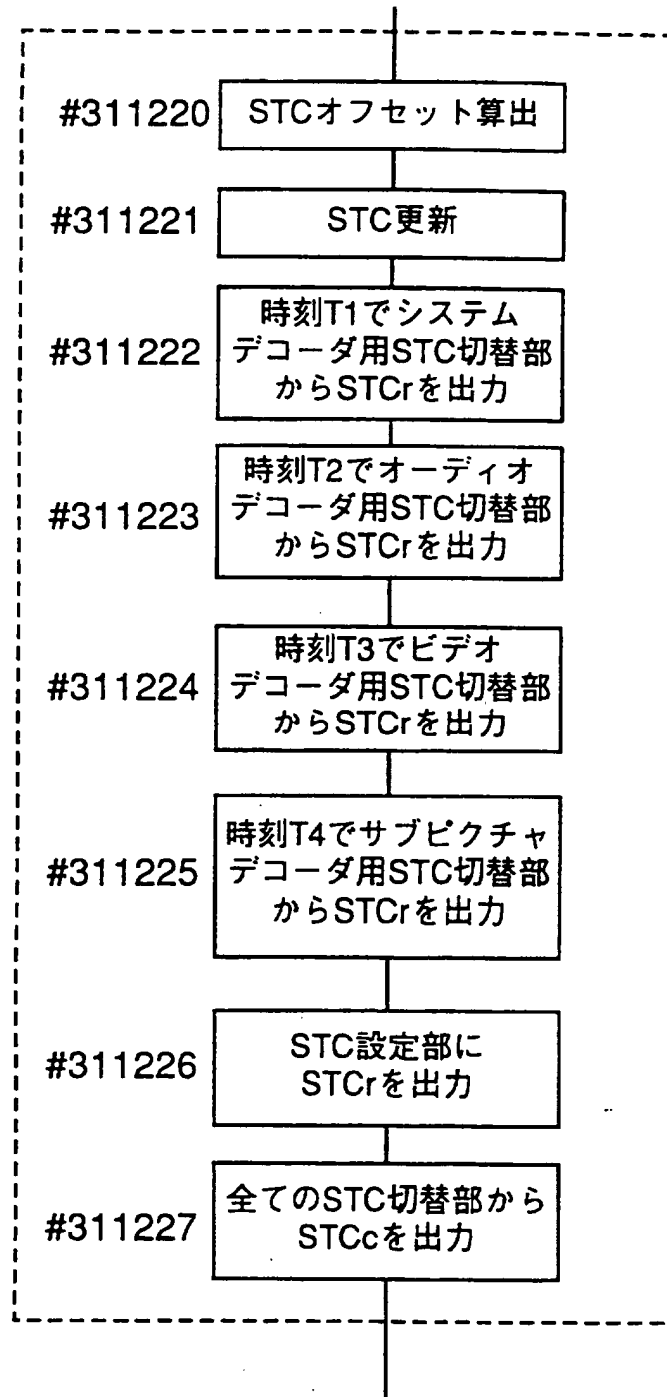 #311220 STCオフセット算出
#311221 STC更新
#311222 時刻T1でシステム
デコーダ用STC切替部
からSTCrを出力
#311223 時刻T2でオーディオ
デコーダ用STC切替部
からSTCrを出力
#311224 時刻T3でビデオ
デコーダ用STC切替部
からSTCrを出力
#311225 時刻T4でサブピクチャ
デコーダ用STC切替部
からSTCrを出力
#311226 STC設定部に
STCrを出力
#311227 全てのSTC切替部から
STCcを出力